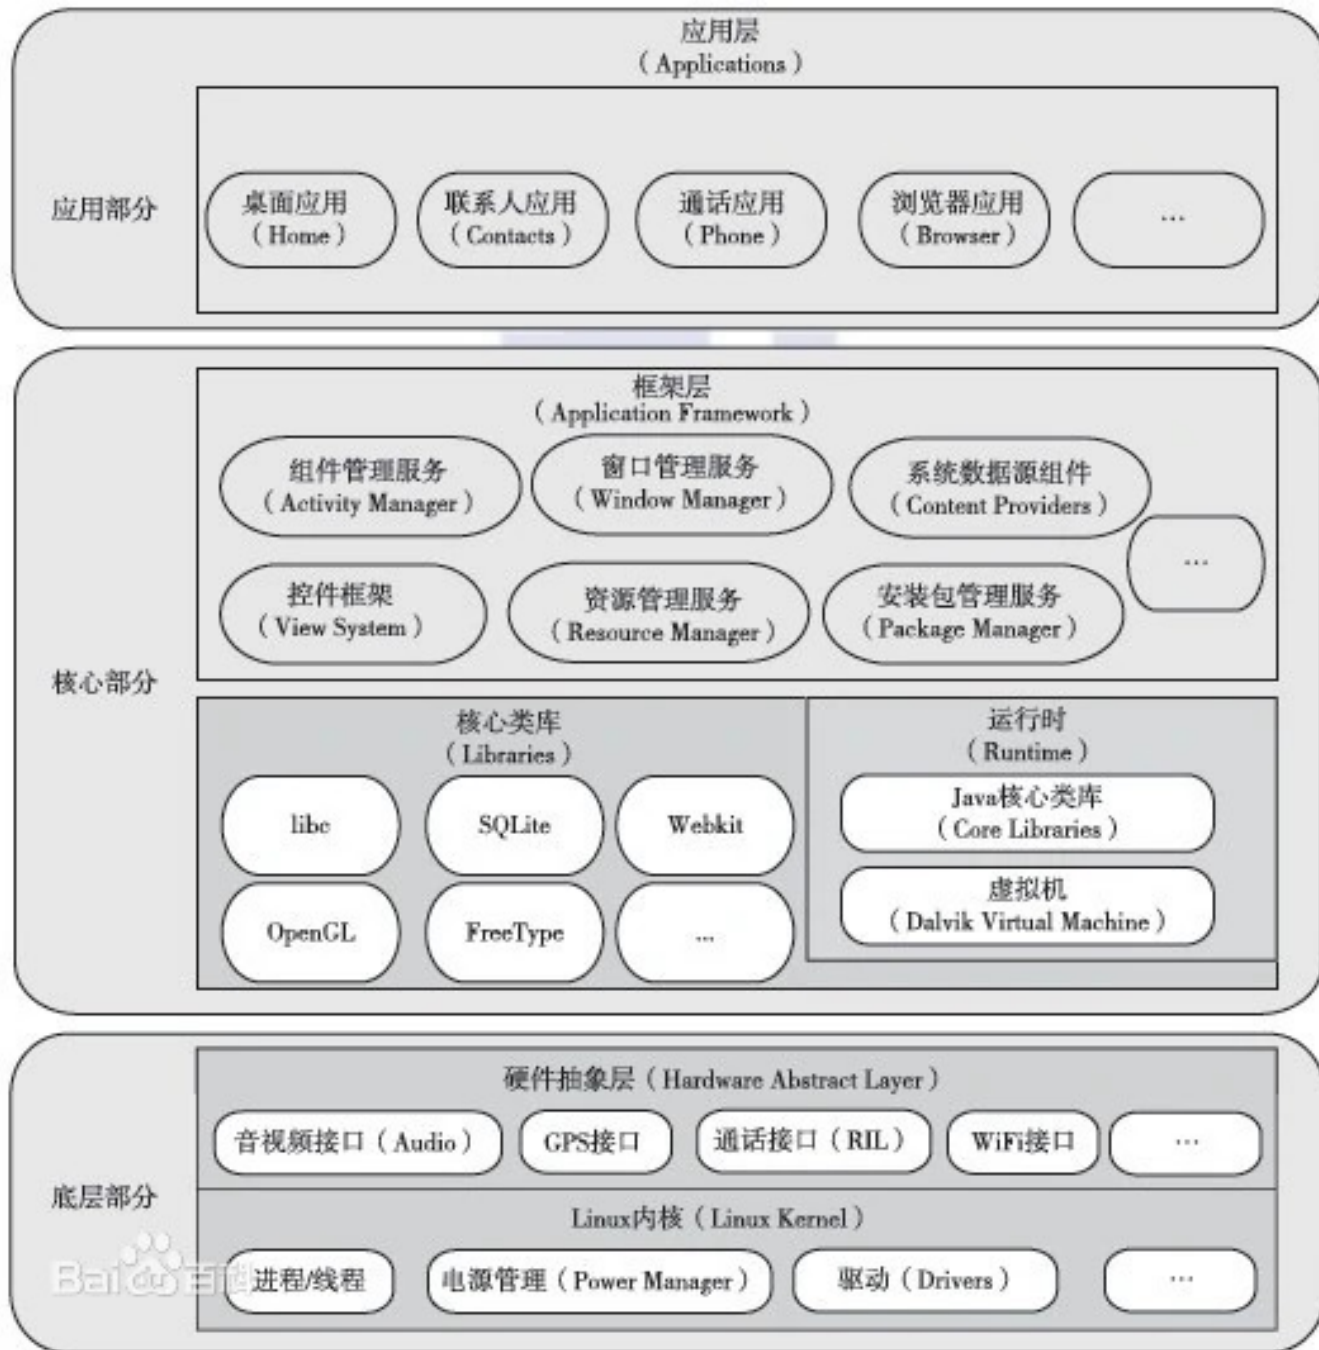 应用层
( Applications )
应用部分
桌面应用
( Home )
联系人应用
( Contacts )
通话应用
( Phone )
浏览器应用
( Browser )
...
框架层
( Application Framework )
组件管理服务
( Activity Manager )
窗口管理服务
( Window Manager )
系统数据源组件
( Content Providers )
...
控件框架
( View System )
资源管理服务
( Resource Manager )
安装包管理服务
( Package Manager )
核心部分
核心类库
( Libraries )
libc
SQLite
Webkit
OpenGL
FreeType
...
运行时
( Runtime )
Java核心类库
( Core Libraries )
虚拟机
( Dalvik Virtual Machine )
硬件抽象层 ( Hardware Abstract Layer )
音视频接口 ( Audio )
GPS接口
通话接口 ( RIL )
WiFi接口
...
底层部分
Linux内核 ( Linux Kernel )
进程/线程
电源管理 ( Power Manager )
驱动 ( Drivers )
...
Bai du 百科